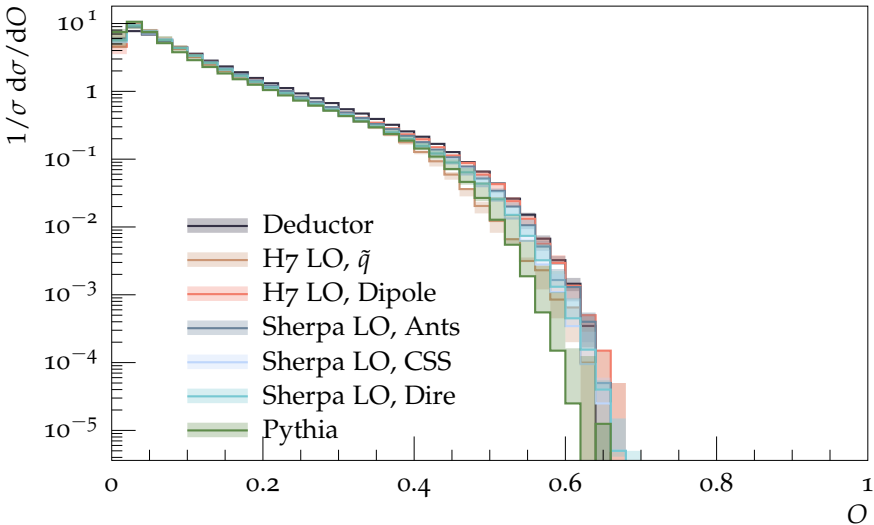 1/σ dσ/dO
10¹
1
10⁻¹
10⁻²
10⁻³
10⁻⁴
10⁻⁵
Deductor
H7 LO, q̃
H7 LO, Dipole
Sherpa LO, Ants
Sherpa LO, CSS
Sherpa LO, Dire
Pythia
0 0.2 0.4 0.6 0.8 1
O